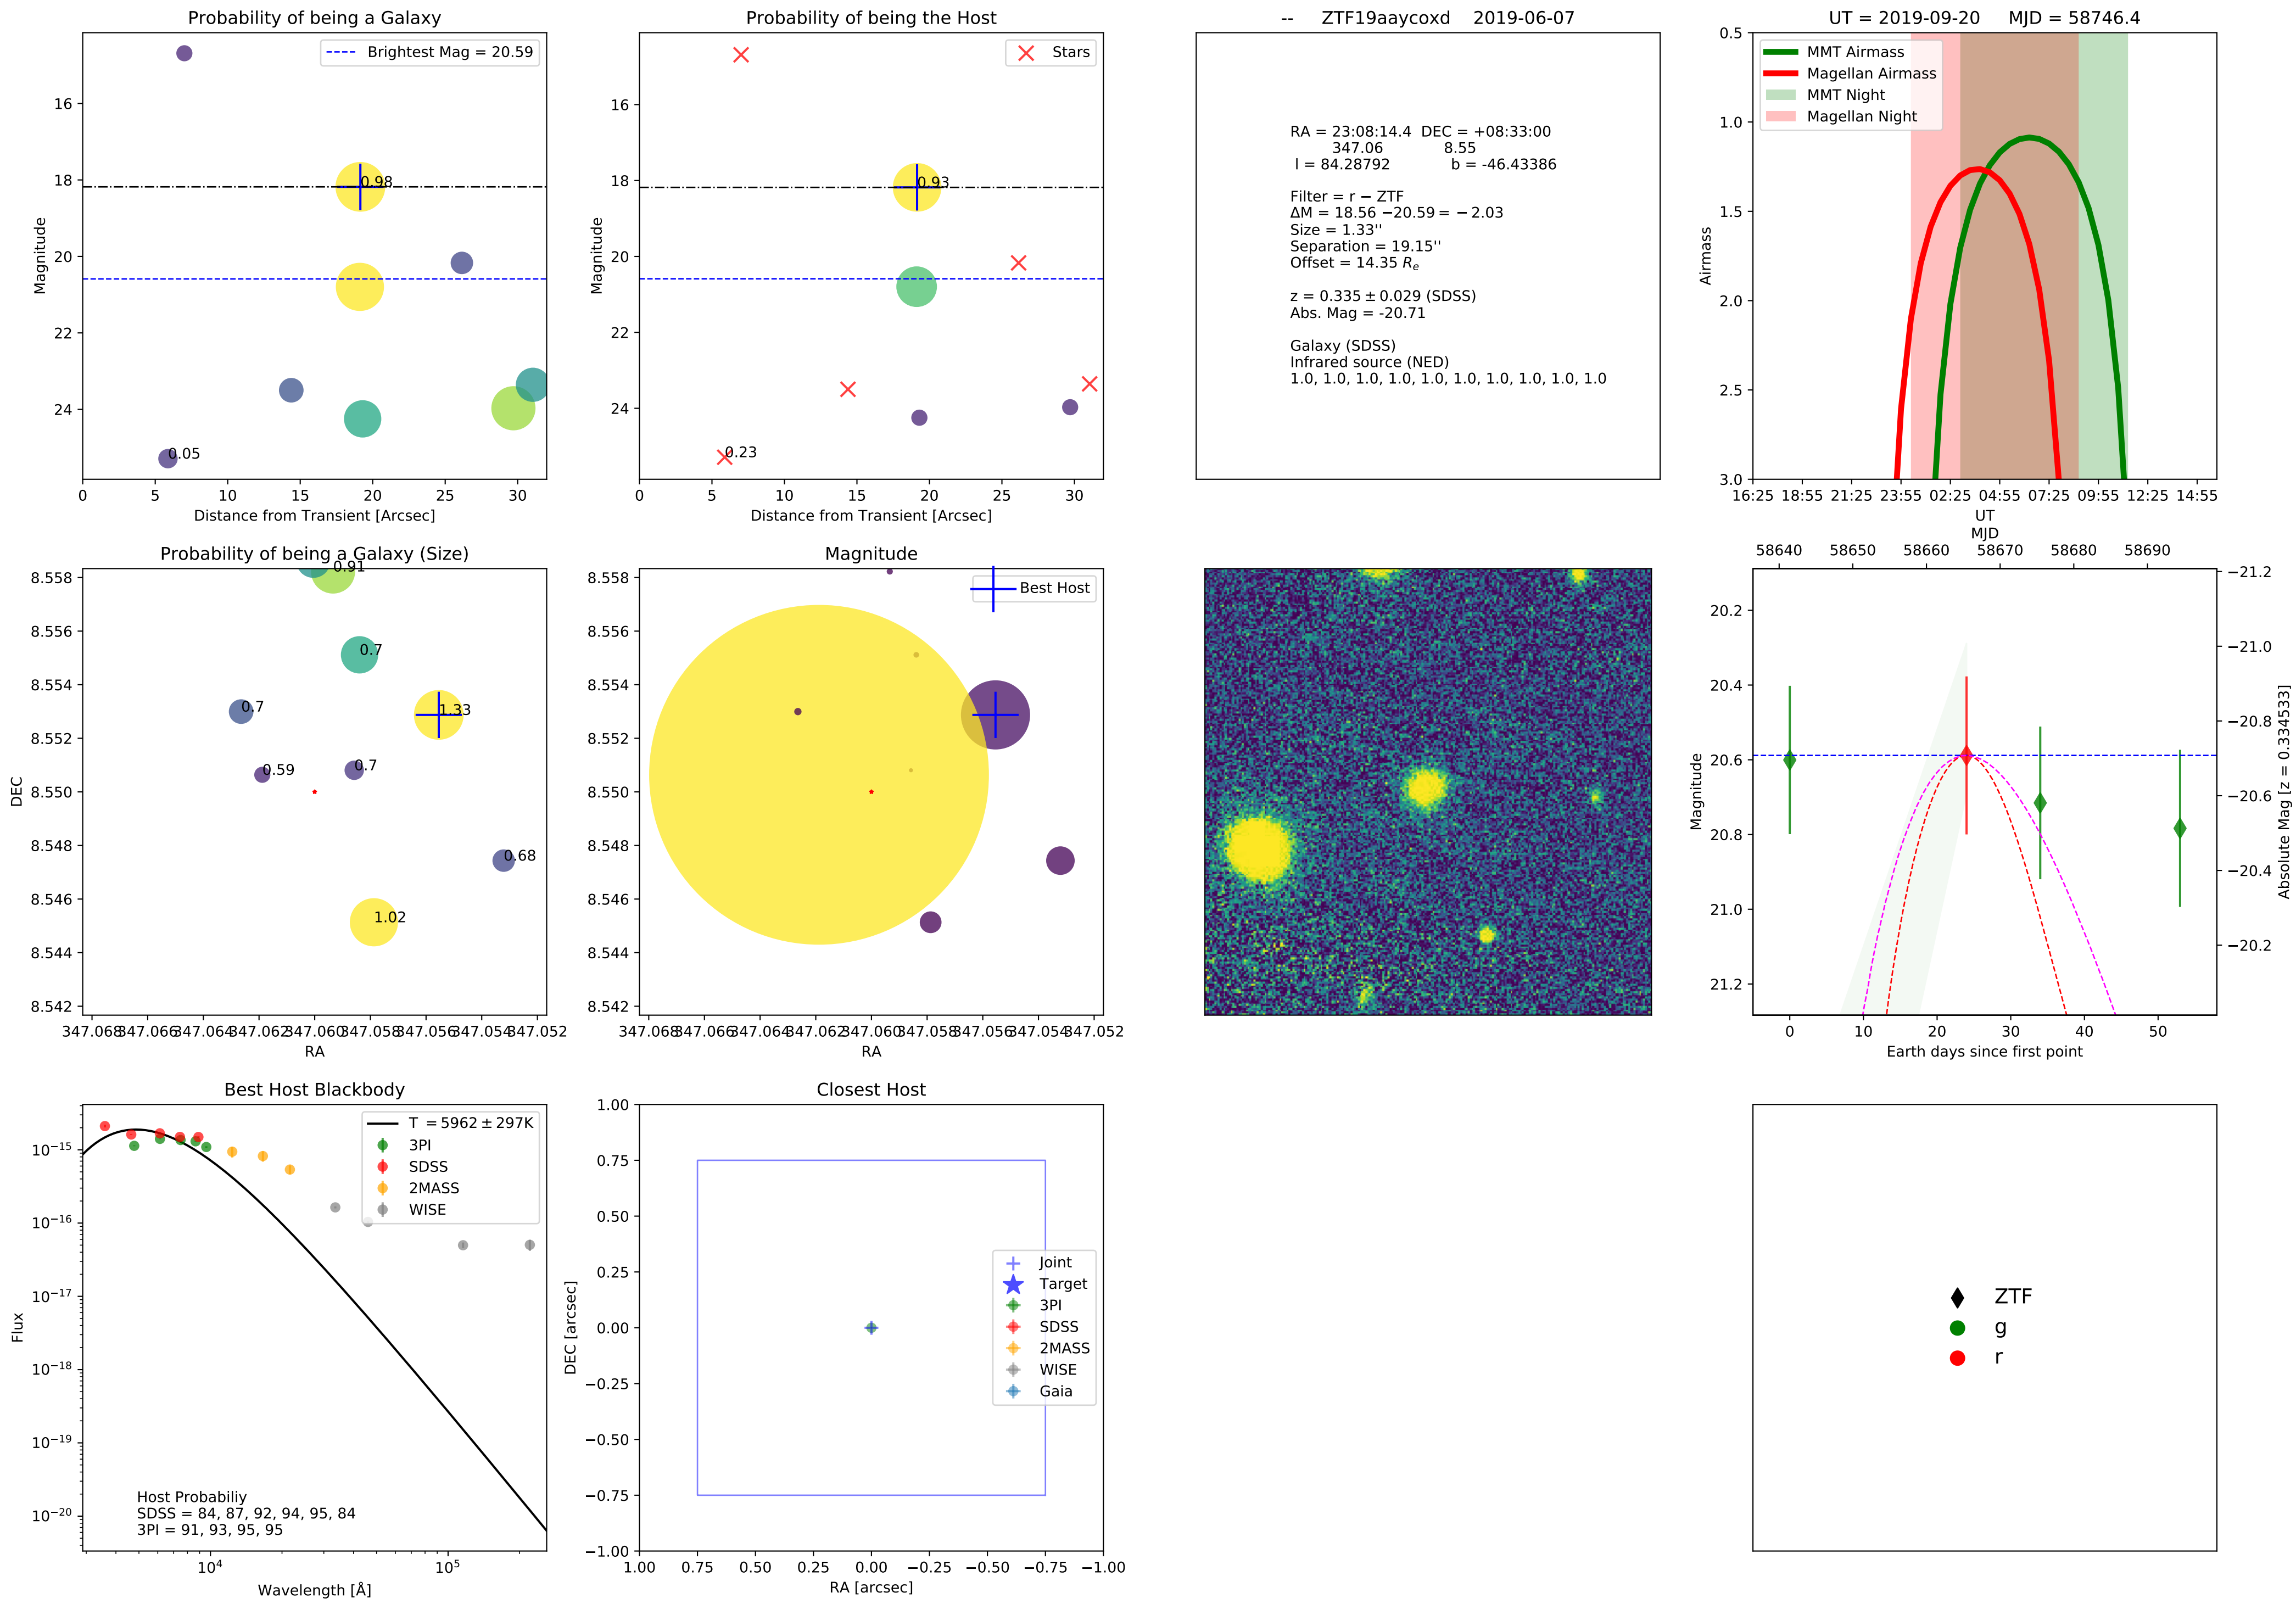 Probability of being a Galaxy
Brightest Mag = 20.59
16
18
20
22
24
0.98
0.05
0 5 10 15 20 25 30
Magnitude
Distance from Transient [Arcsec]
Probability of being the Host
Stars
16
18
20
22
24
0.93
0.23
0 5 10 15 20 25 30
Magnitude
Distance from Transient [Arcsec]
-- ZTF19aaycoxd 2019-06-07
RA = 23:08:14.4 DEC = +08:33:00
347.06 8.55
l = 84.28792 b = -46.43386
Filter = r − ZTF
ΔM = 18.56 −20.59 = −2.03
Size = 1.33''
Separation = 19.15''
Offset = 14.35 Rₑ
z = 0.335 ± 0.029 (SDSS)
Abs. Mag = -20.71
Galaxy (SDSS)
Infrared source (NED)
1.0, 1.0, 1.0, 1.0, 1.0, 1.0, 1.0, 1.0, 1.0, 1.0
UT = 2019-09-20 MJD = 58746.4
MMT Airmass
Magellan Airmass
MMT Night
Magellan Night
0.5
1.0
1.5
2.0
2.5
3.0
Airmass
16:25 18:55 21:25 23:55 02:25 04:55 07:25 09:55 12:25 14:55
UT
Probability of being a Galaxy (Size)
8.558
8.556
8.554
8.552
8.550
8.548
8.546
8.544
8.542
0.91
0.7
1.33
0.7
0.59
0.7
0.68
1.02
DEC
347.068 347.066 347.064 347.062 347.060 347.058 347.056 347.054 347.052
RA
Magnitude
Best Host
8.558
8.556
8.554
8.552
8.550
8.548
8.546
8.544
8.542
347.068 347.066 347.064 347.062 347.060 347.058 347.056 347.054 347.052
RA
MJD
58640 58650 58660 58670 58680 58690
20.2
20.4
20.6
20.8
21.0
21.2
Magnitude
−21.2
−21.0
−20.8
−20.6
−20.4
−20.2
Absolute Mag [z = 0.334533]
0 10 20 30 40 50
Earth days since first point
Best Host Blackbody
T = 5962 ± 297K
3PI
SDSS
2MASS
WISE
10⁻¹⁵
10⁻¹⁶
10⁻¹⁷
10⁻¹⁸
10⁻¹⁹
10⁻²⁰
Flux
Host Probabiliy
SDSS = 84, 87, 92, 94, 95, 84
3PI = 91, 93, 95, 95
10⁴ 10⁵
Wavelength [Å]
Closest Host
1.00
0.75
0.50
0.25
0.00
−0.25
−0.50
−0.75
−1.00
DEC [arcsec]
Joint
Target
3PI
SDSS
2MASS
WISE
Gaia
1.00 0.75 0.50 0.25 0.00 −0.25 −0.50 −0.75 −1.00
RA [arcsec]
ZTF
g
r